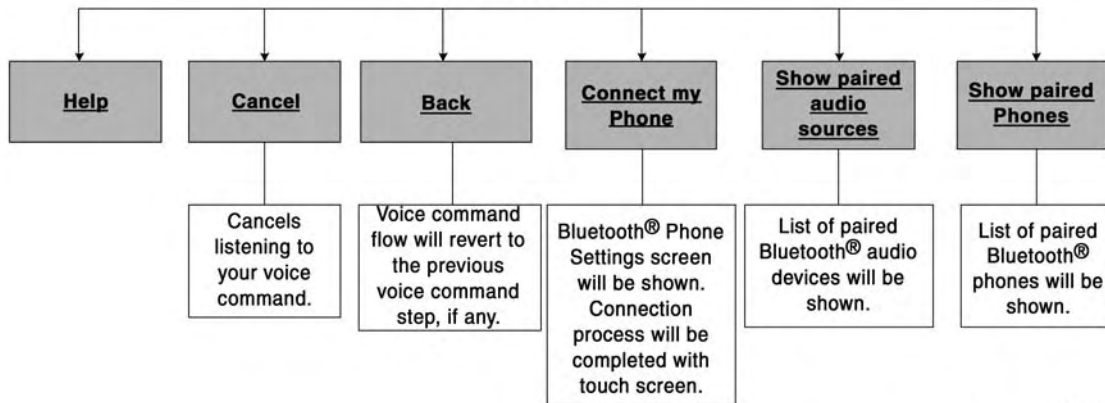 Help
Cancel
Back
Connect my
Phone
Show paired
audio
sources
Show paired
Phones
Cancels
listening to
your voice
command.
Voice command
flow will revert to
the previous
voice command
step, if any.
Bluetooth® Phone
Settings screen
will be shown.
Connection
process will be
completed with
touch screen.
List of paired
Bluetooth® audio
devices will be
shown.
List of paired
Bluetooth®
phones will be
shown.